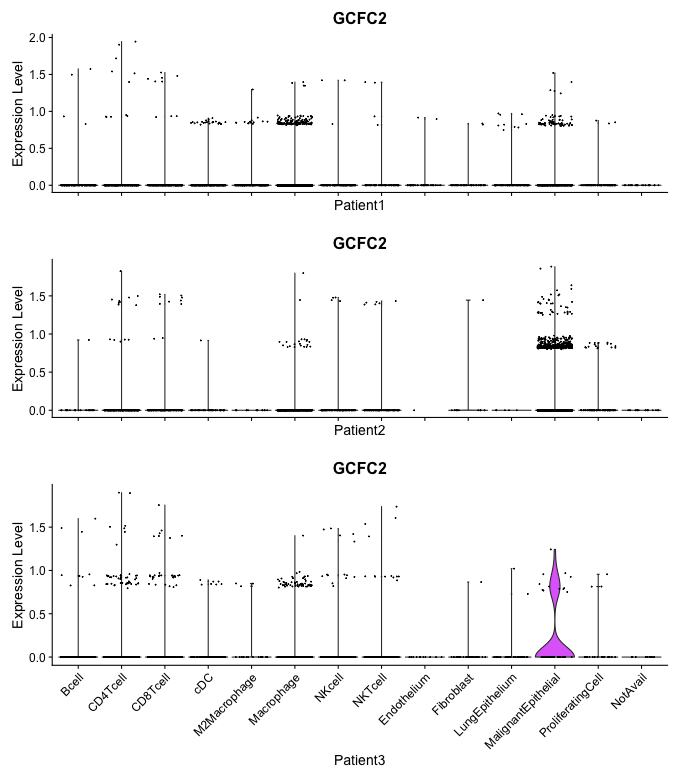 GCFC2
Expression Level
2.0
1.5
1.0
0.5
0.0
Patient1
GCFC2
Expression Level
1.5
1.0
0.5
0.0
Patient2
GCFC2
Expression Level
1.5
1.0
0.5
0.0
Bcell
CD4Tcell
CD8Tcell
cDC
M2Macrophage
Macrophage
NKcell
NKTcell
Endothelium
Fibroblast
LungEpithelium
MalignantEpithelial
ProliferatingCell
NotAvail
Patient3